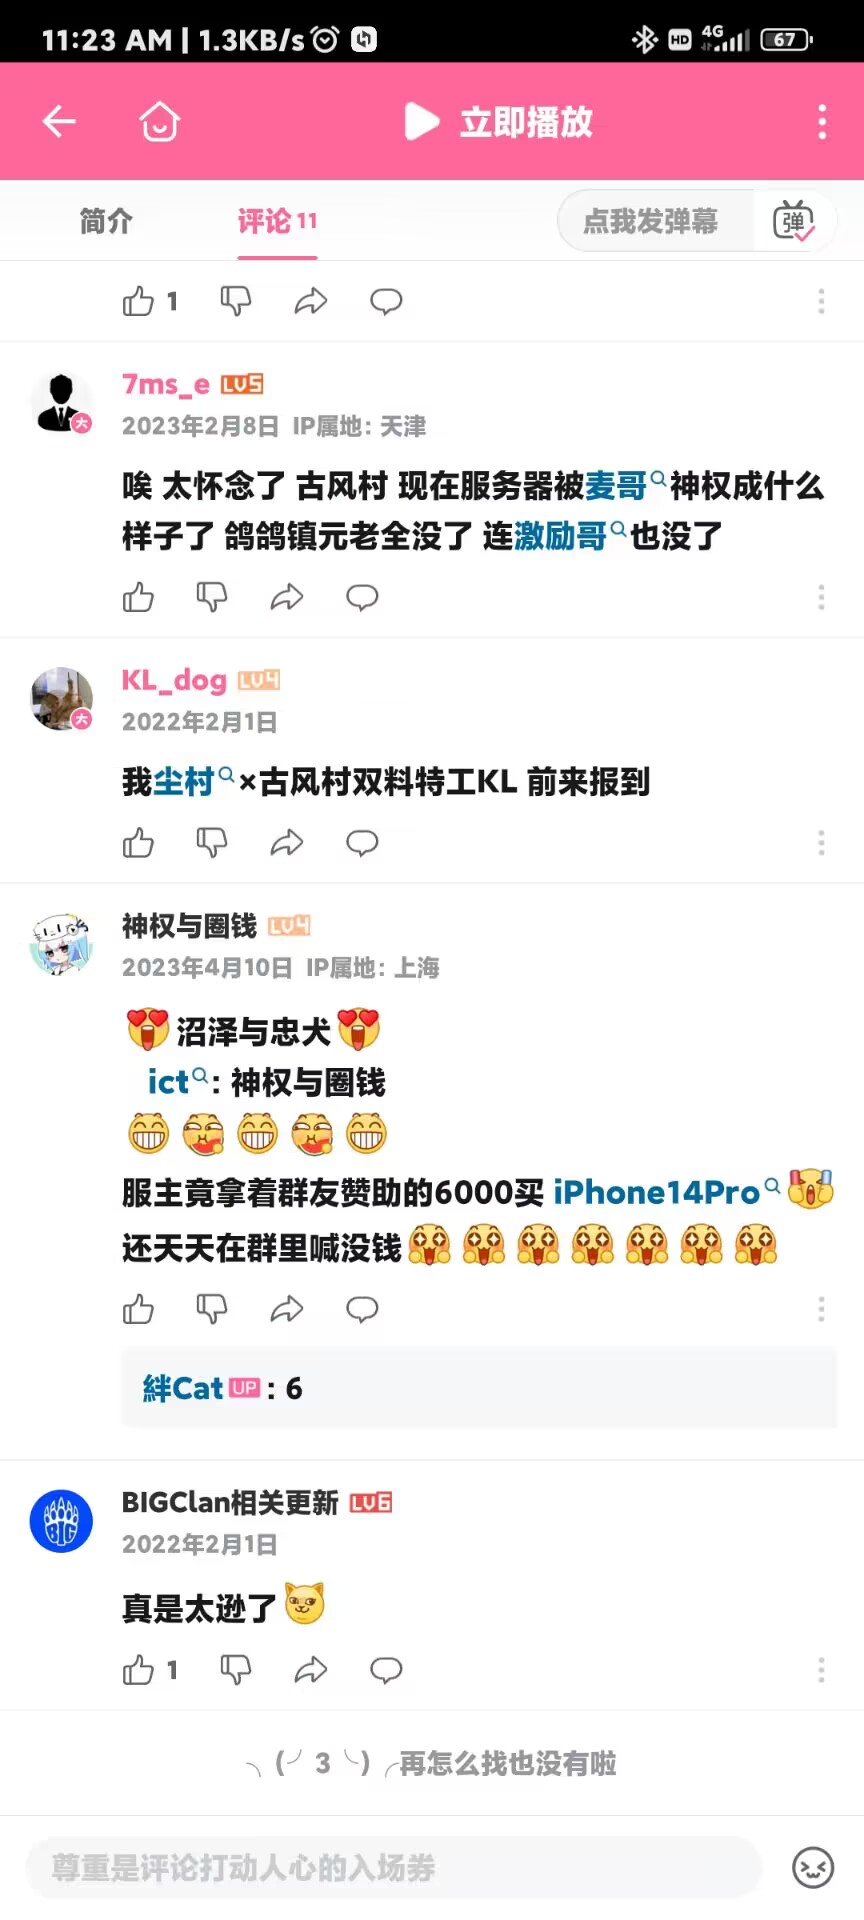 11:23 AM | 1.3KB/s
HD 4G 67
立即播放
简介 评论 11 点我发弹幕 弹
1
7ms_e LV5
2023年2月8日 IP属地：天津
大
唉 太怀念了 古风村 现在服务器被麦哥神权成什么
样子了 鸽鸽镇元老全没了 连激励哥也没了
KL_dog LV4
大
2022年2月1日
我尘村×古风村双料特工KL 前来报到
神权与圈钱 LV4
2023年4月10日 IP属地：上海
沼泽与忠犬
ict：神权与圈钱
服主竟拿着群友赞助的6000买 iPhone14Pro
还天天在群里喊没钱
絆Cat UP：6
BIGClan相关更新 LV6
BIG
2022年2月1日
真是太逊了
1
╮(╯3╰)╭再怎么找也没有啦
尊重是评论打动人心的入场券